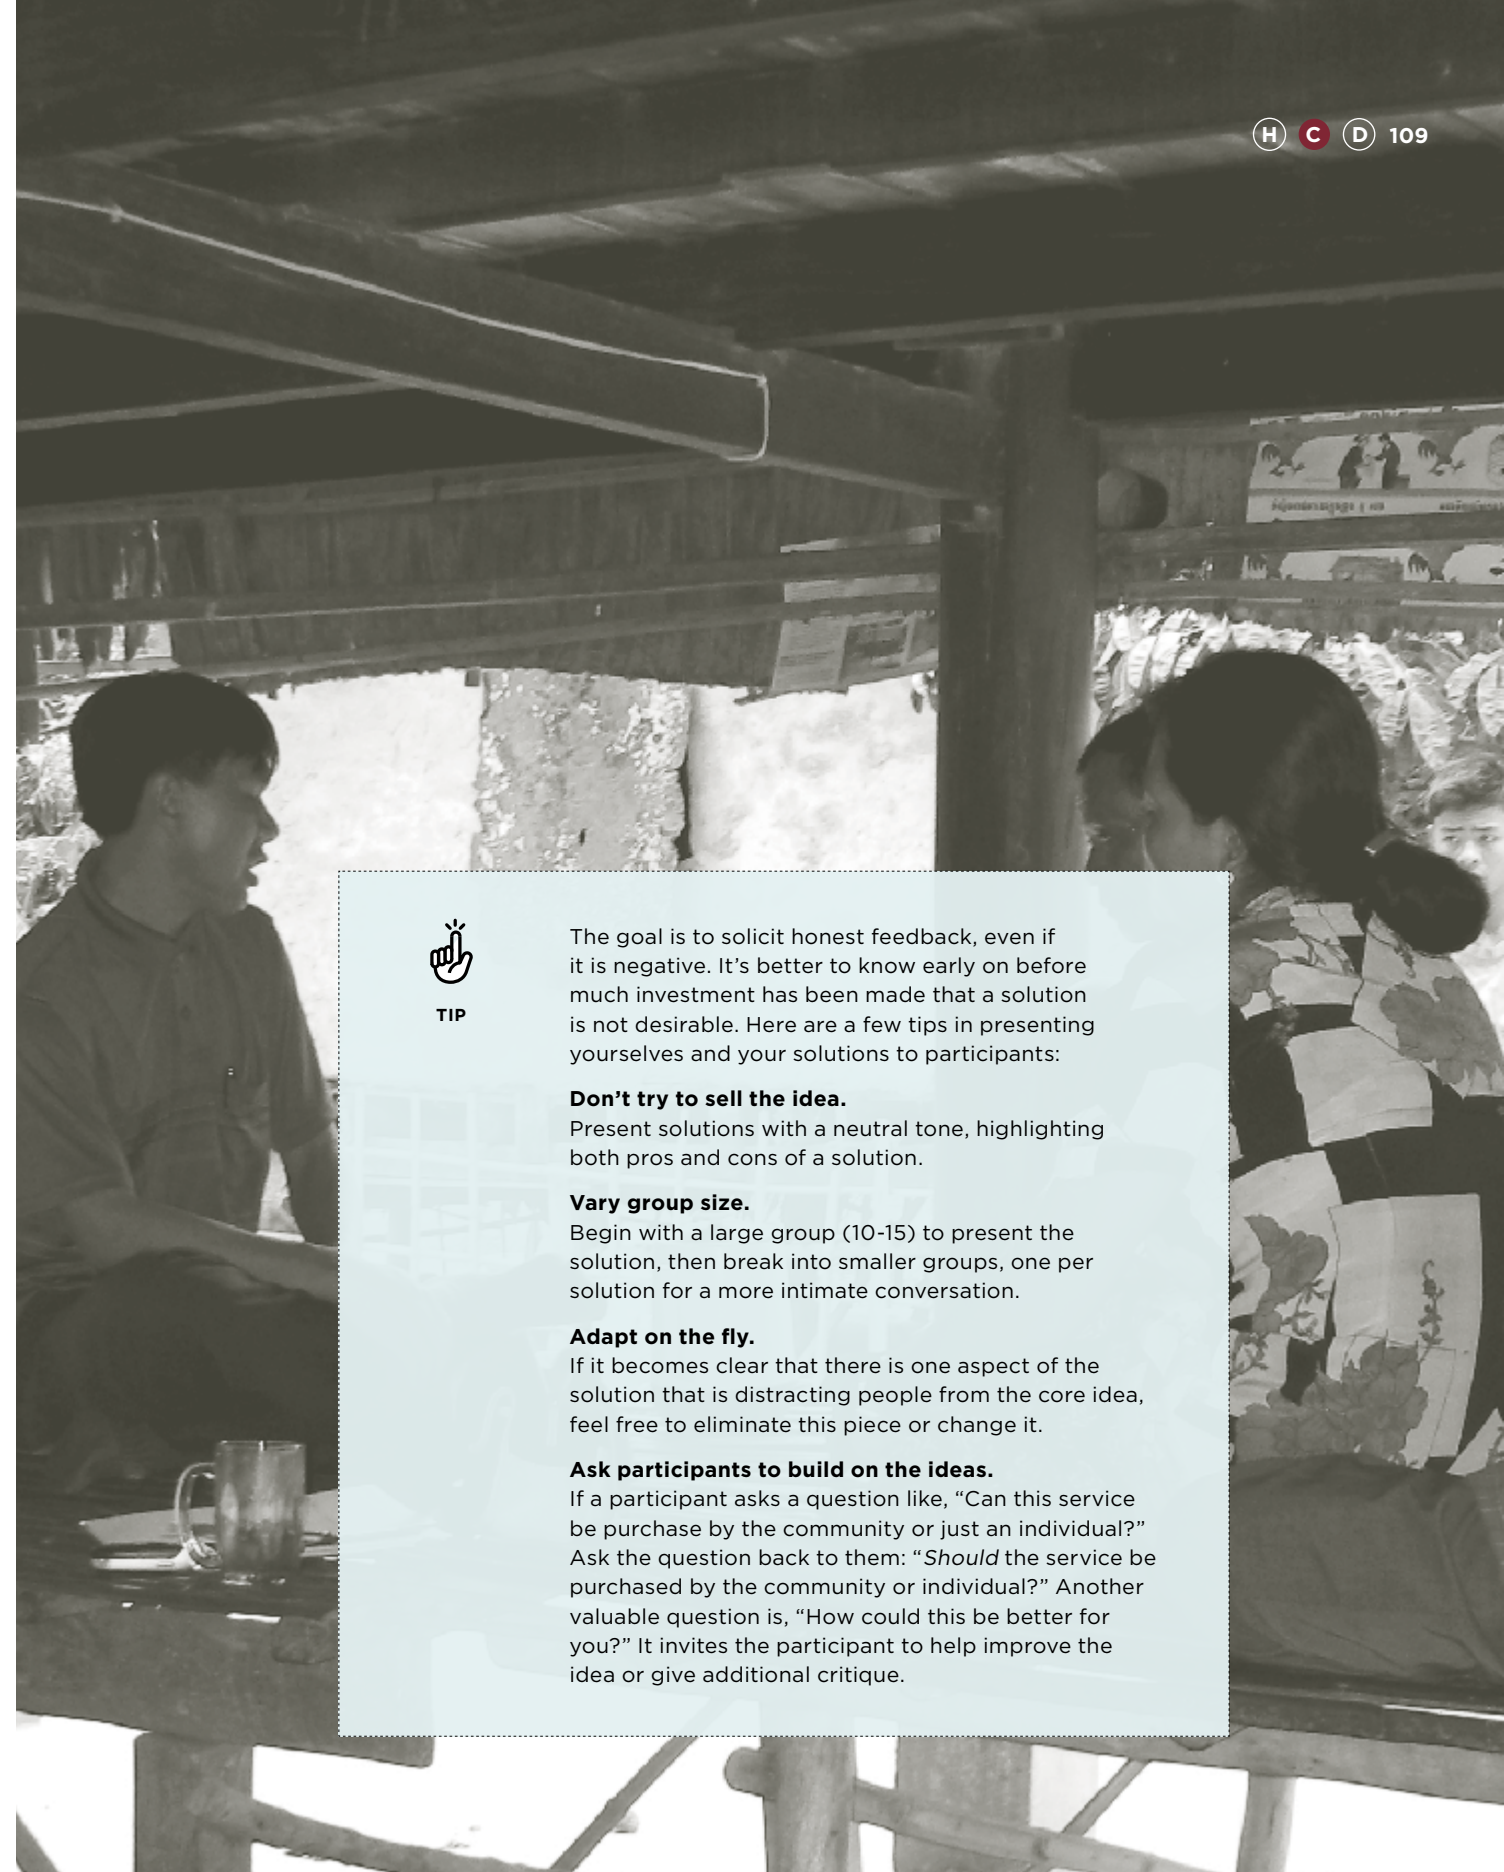 H C D 109
TIP
The goal is to solicit honest feedback, even if
it is negative. It’s better to know early on before
much investment has been made that a solution
is not desirable. Here are a few tips in presenting
yourselves and your solutions to participants:
Don’t try to sell the idea.
Present solutions with a neutral tone, highlighting
both pros and cons of a solution.
Vary group size.
Begin with a large group (10-15) to present the
solution, then break into smaller groups, one per
solution for a more intimate conversation.
Adapt on the fly.
If it becomes clear that there is one aspect of the
solution that is distracting people from the core idea,
feel free to eliminate this piece or change it.
Ask participants to build on the ideas.
If a participant asks a question like, “Can this service
be purchase by the community or just an individual?”
Ask the question back to them: “Should the service be
purchased by the community or individual?” Another
valuable question is, “How could this be better for
you?” It invites the participant to help improve the
idea or give additional critique.